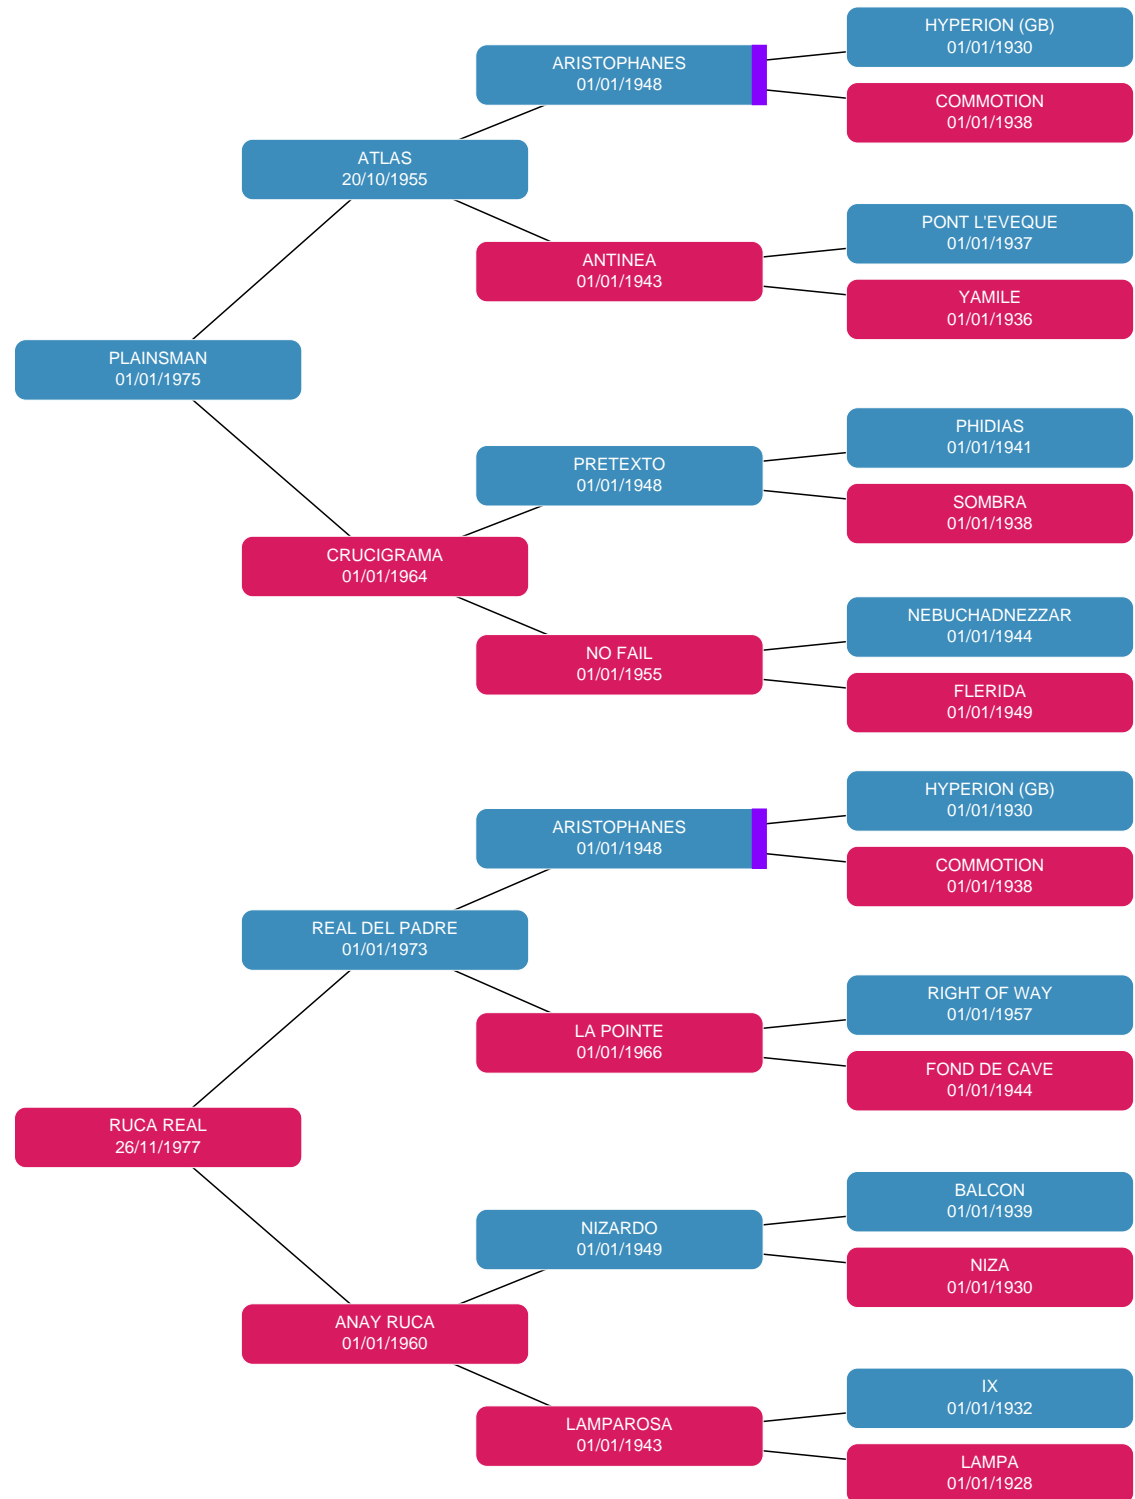 HYPERION (GB)
01/01/1930
ARISTOPHANES
01/01/1948
COMMOTION
01/01/1938
ATLAS
20/10/1955
PONT L'EVEQUE
01/01/1937
ANTINEA
01/01/1943
YAMILE
01/01/1936
PLAINSMAN
01/01/1975
PHIDIAS
01/01/1941
PRETEXTO
01/01/1948
SOMBRA
01/01/1938
CRUCIGRAMA
01/01/1964
NEBUCHADNEZZAR
01/01/1944
NO FAIL
01/01/1955
FLERIDA
01/01/1949
HYPERION (GB)
01/01/1930
ARISTOPHANES
01/01/1948
COMMOTION
01/01/1938
REAL DEL PADRE
01/01/1973
RIGHT OF WAY
01/01/1957
LA POINTE
01/01/1966
FOND DE CAVE
01/01/1944
RUCA REAL
26/11/1977
BALCON
01/01/1939
NIZARDO
01/01/1949
NIZA
01/01/1930
ANAY RUCA
01/01/1960
IX
01/01/1932
LAMPAROSA
01/01/1943
LAMPA
01/01/1928